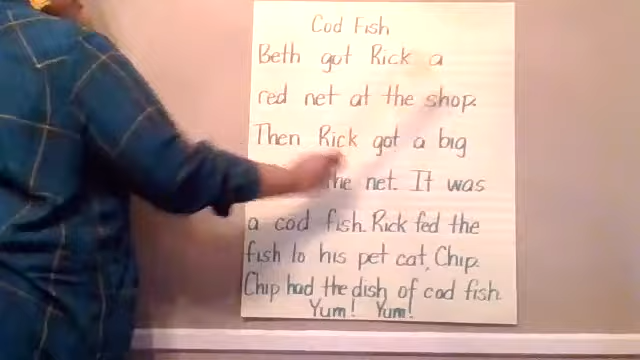 Cod Fish
Beth got Rick a
red net at the shop.
Then Rick got a big
the net. It was
a cod fish. Rick fed the
fish to his pet cat, Chip.
Chip had the dish of cod fish.
Yum! Yum!